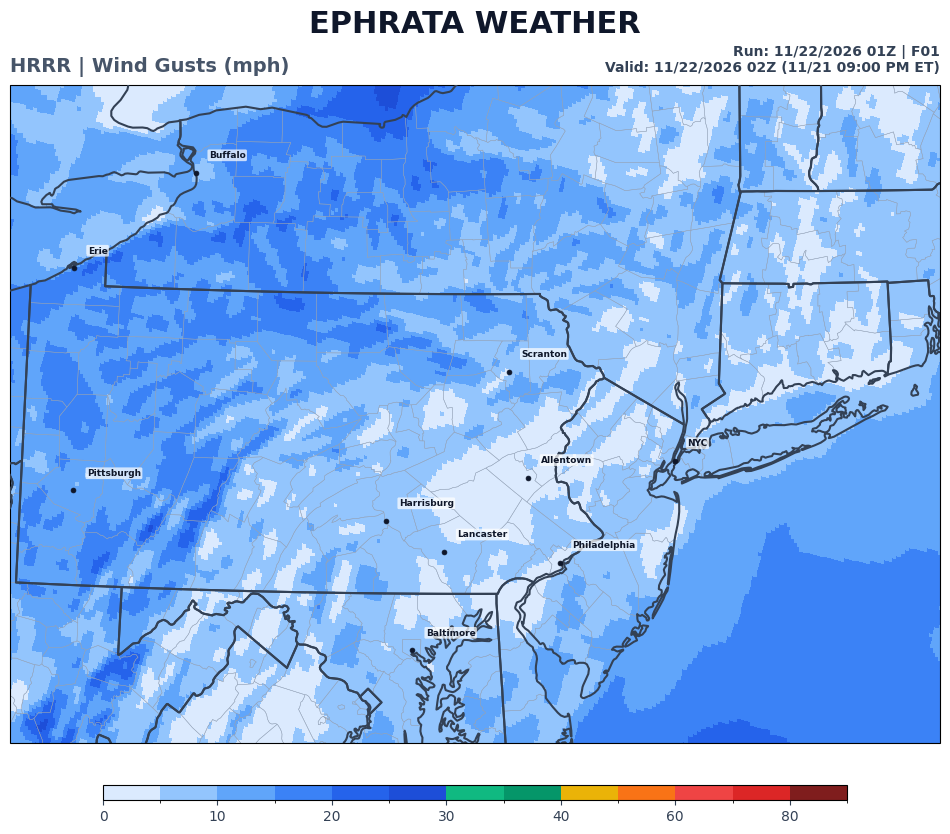 EPHRATA WEATHER
HRRR | Wind Gusts (mph)
Run: 11/22/2026 01Z | F01
Valid: 11/22/2026 02Z (11/21 09:00 PM ET)
Buffalo
Erie
Scranton
NYC
Allentown
Pittsburgh
Harrisburg
Lancaster
Philadelphia
Baltimore
0 10 20 30 40 50 60 70 80